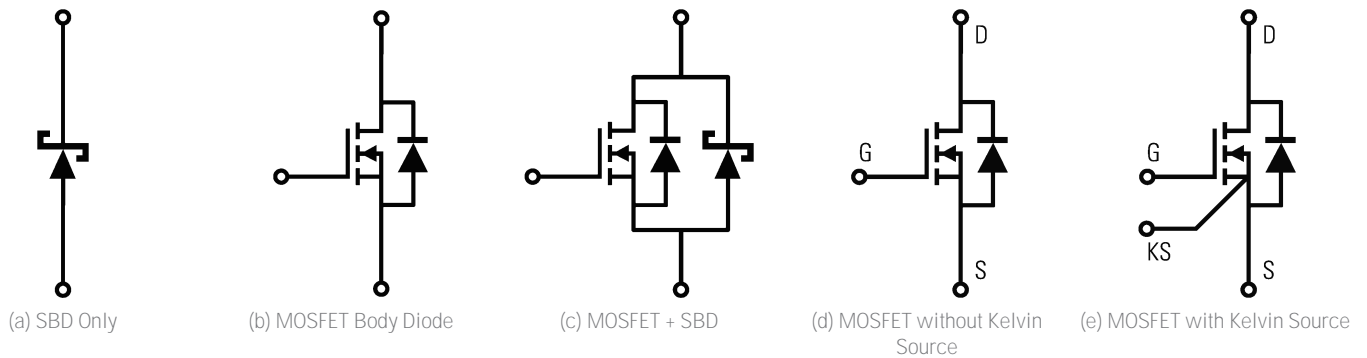 D
D
G
G
KS
S
S
(a) SBD Only
(b) MOSFET Body Diode
(c) MOSFET + SBD
(d) MOSFET without Kelvin
Source
(e) MOSFET with Kelvin Source